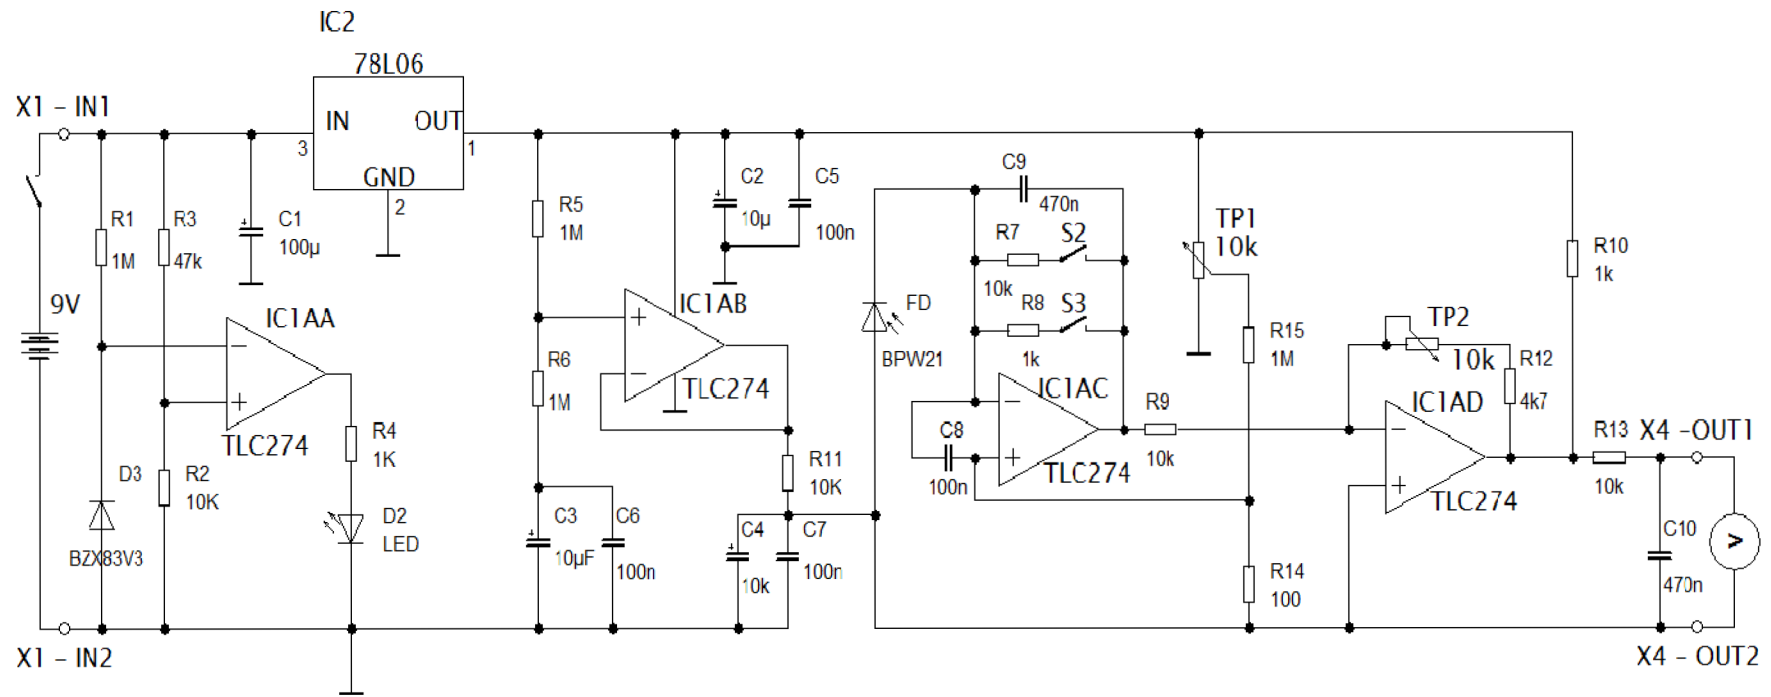 IC2
78L06
X1 - IN1
IN
OUT
3
1
GND
2
R1
1M
R3
47k
C1
100µ
9V
IC1AA
-
+
TLC274
R4
1K
D3
BZX83V3
R2
10K
D2
LED
X1 - IN2
R5
1M
R6
1M
C2
10µ
C5
100n
IC1AB
+
-
TLC274
C3
10µF
C6
100n
R11
10K
C4
10k
C7
100n
C9
470n
R7
10k
S2
R8
1k
S3
FD
BPW21
IC1AC
-
+
TLC274
C8
100n
R9
10k
TP1
10k
R15
1M
R14
100
TP2
10k
R12
4k7
IC1AD
-
+
TLC274
R10
1k
R13
10k
X4 -OUT1
C10
470n
V
X4 - OUT2